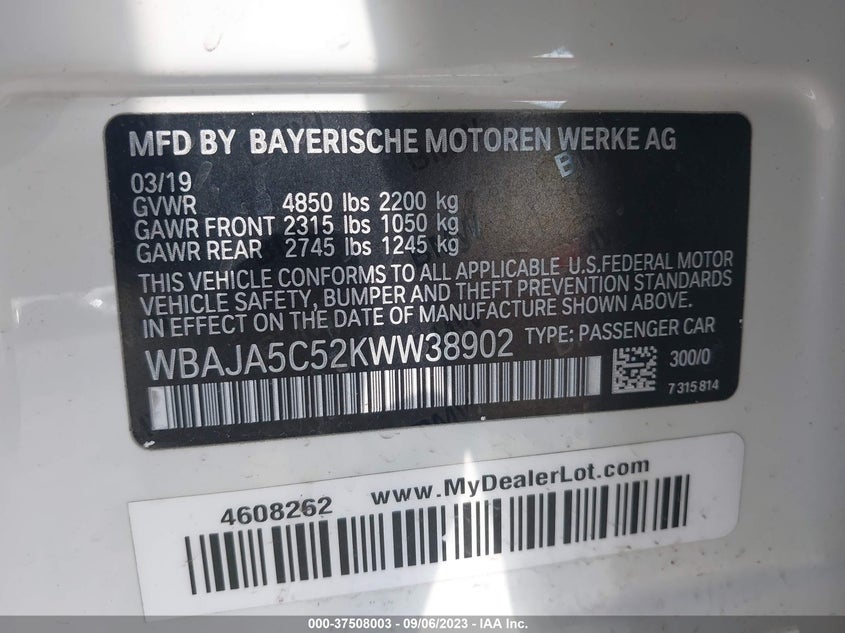 MFD BY BAYERISCHE MOTOREN WERKE AG
03/19
GVWR 4850 lbs 2200 kg
GAWR FRONT 2315 lbs 1050 kg
GAWR REAR 2745 lbs 1245 kg
THIS VEHICLE CONFORMS TO ALL APPLICABLE U.S.FEDERAL MOTOR
VEHICLE SAFETY, BUMPER AND THEFT PREVENTION STANDARDS
IN EFFECT ON THE DATE OF MANUFACTURE SHOWN ABOVE.
WBAJA5C52KWW38902 TYPE: PASSENGER CAR
300/0
7 315 814
4608262 www.MyDealerLot.com
000-37508003 - 09/06/2023 - IAA Inc.